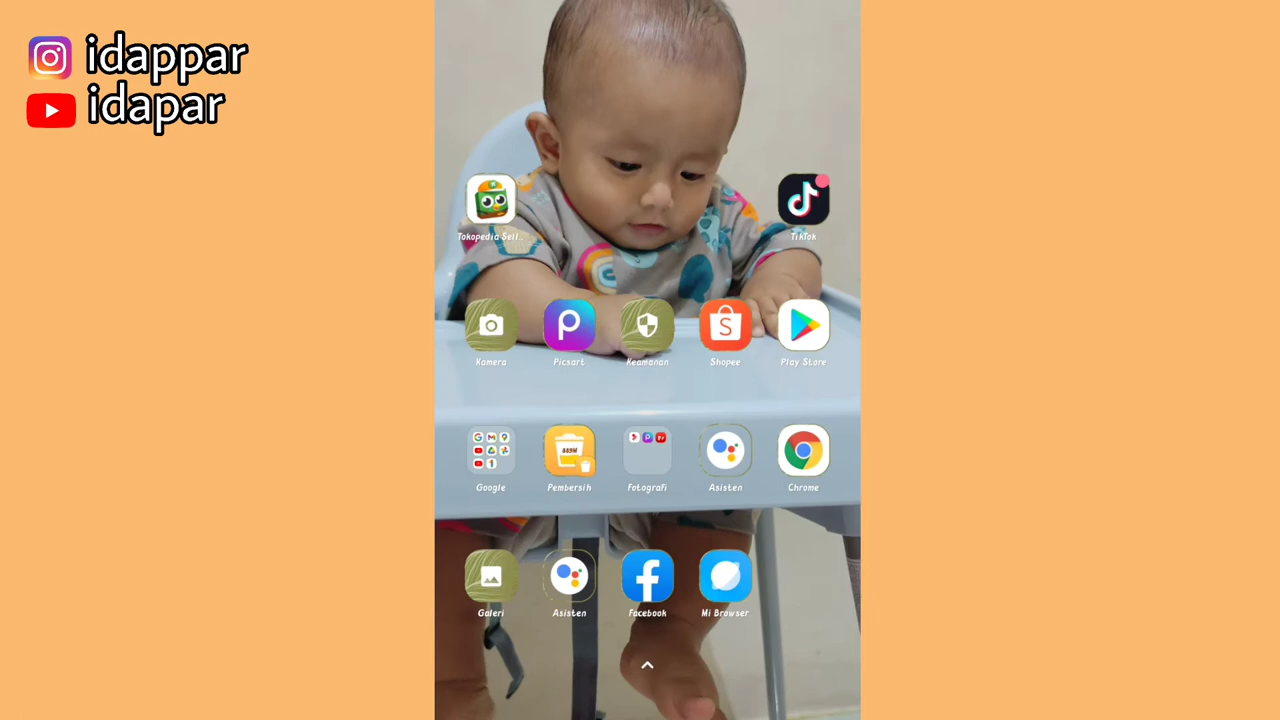 idappar
idapar
Tokopedia Sell..
TikTok
Kamera
Picsart
Keamanan
Shopee
Play Store
889M
Google
Pembersih
Fotografi
Asisten
Chrome
Galeri
Asisten
Facebook
Mi Browser